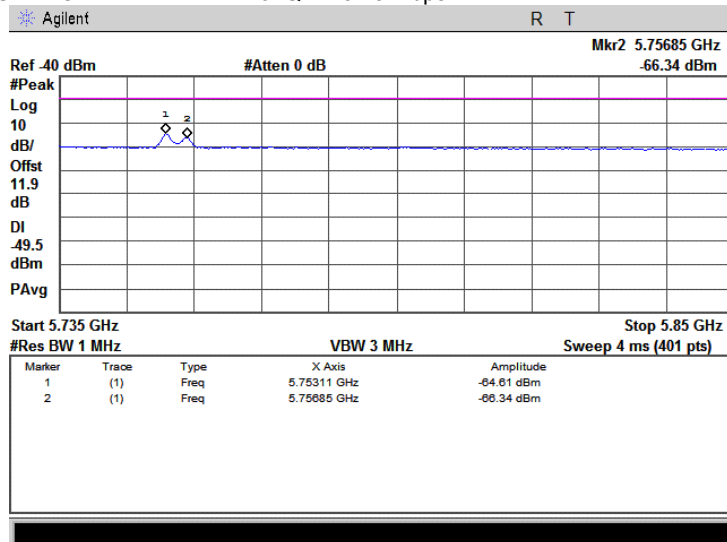 Agilent
R T
Mkr2 5.75685 GHz
Ref -40 dBm #Atten 0 dB -66.34 dBm
#Peak
Log
10
dB/
Offst
11.9
dB
DI
-49.5
dBm
PAvg
1
2
Start 5.735 GHz Stop 5.85 GHz
#Res BW 1 MHz VBW 3 MHz Sweep 4 ms (401 pts)
Marker Trace Type X Axis Amplitude
1 (1) Freq 5.75311 GHz -64.61 dBm
2 (1) Freq 5.75685 GHz -66.34 dBm